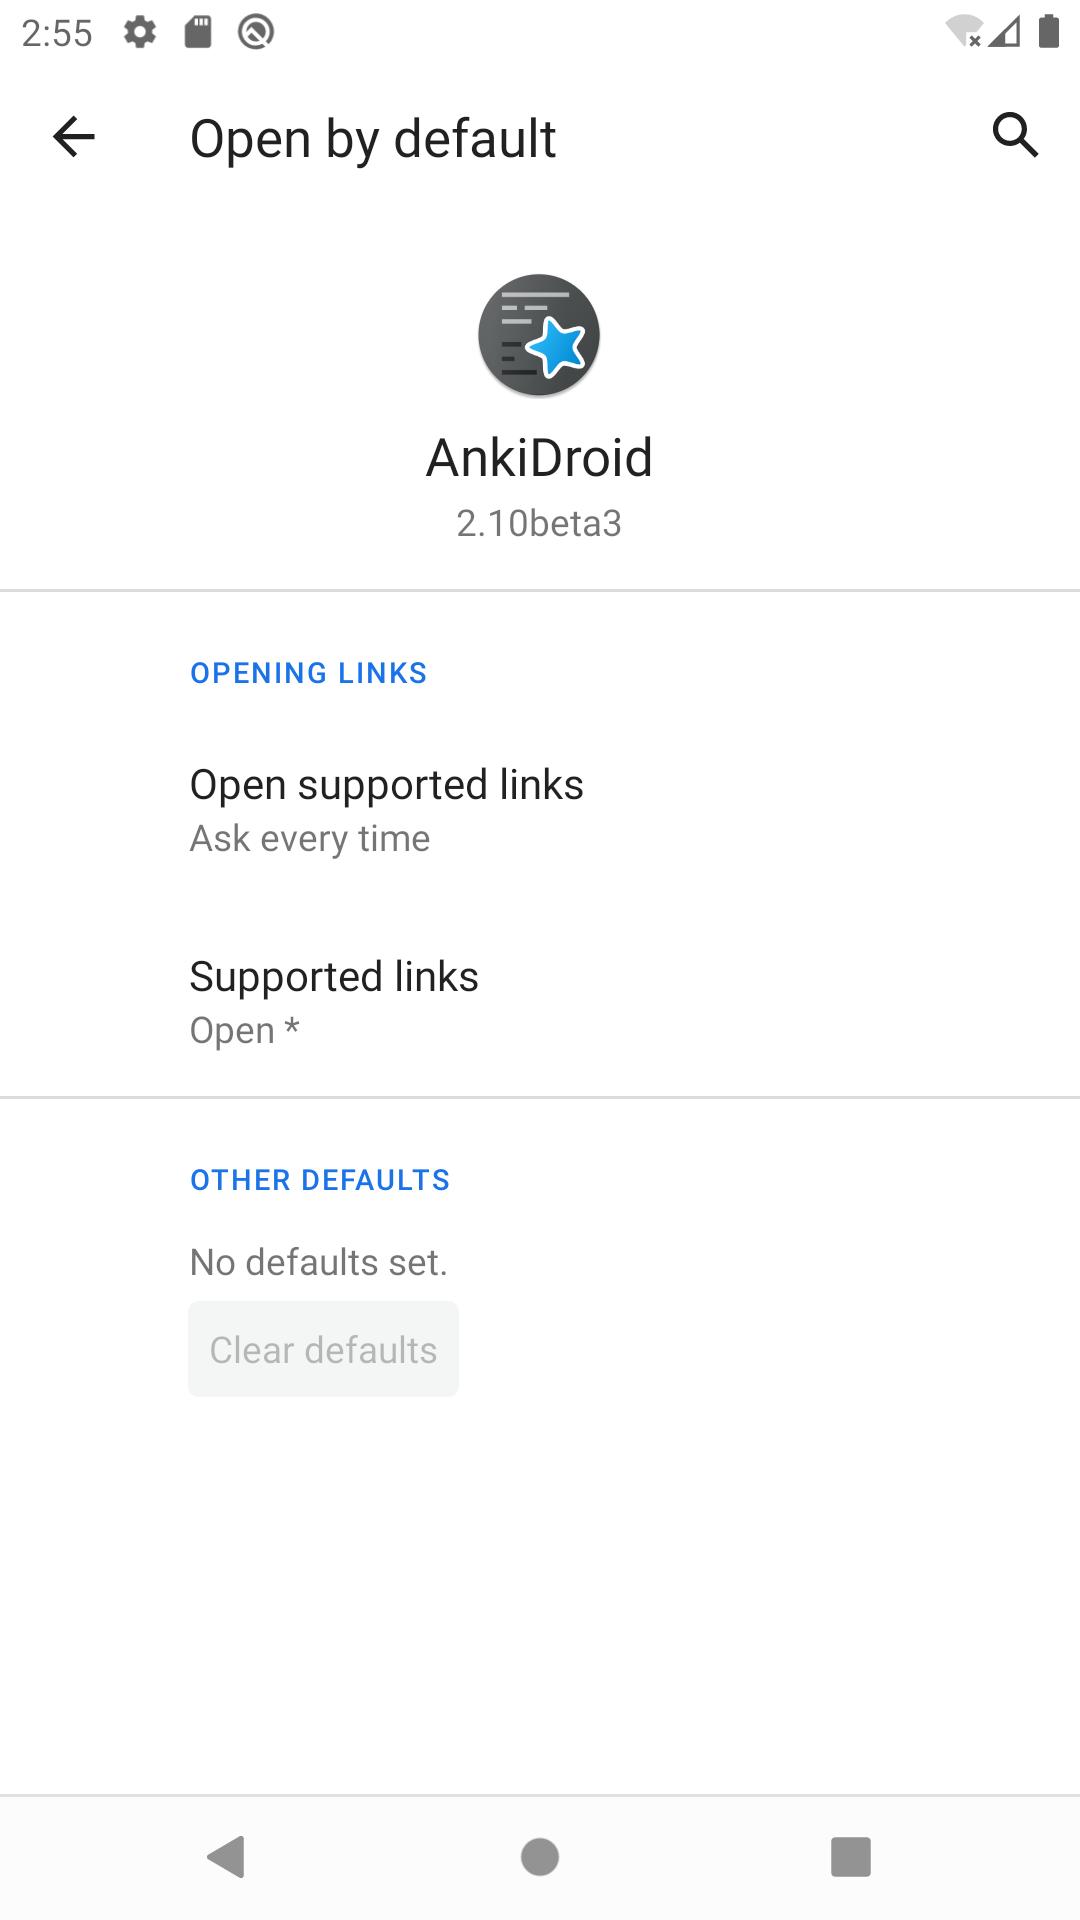 2:55
Open by default
AnkiDroid
2.10beta3
OPENING LINKS
Open supported links
Ask every time
Supported links
Open *
OTHER DEFAULTS
No defaults set.
Clear defaults